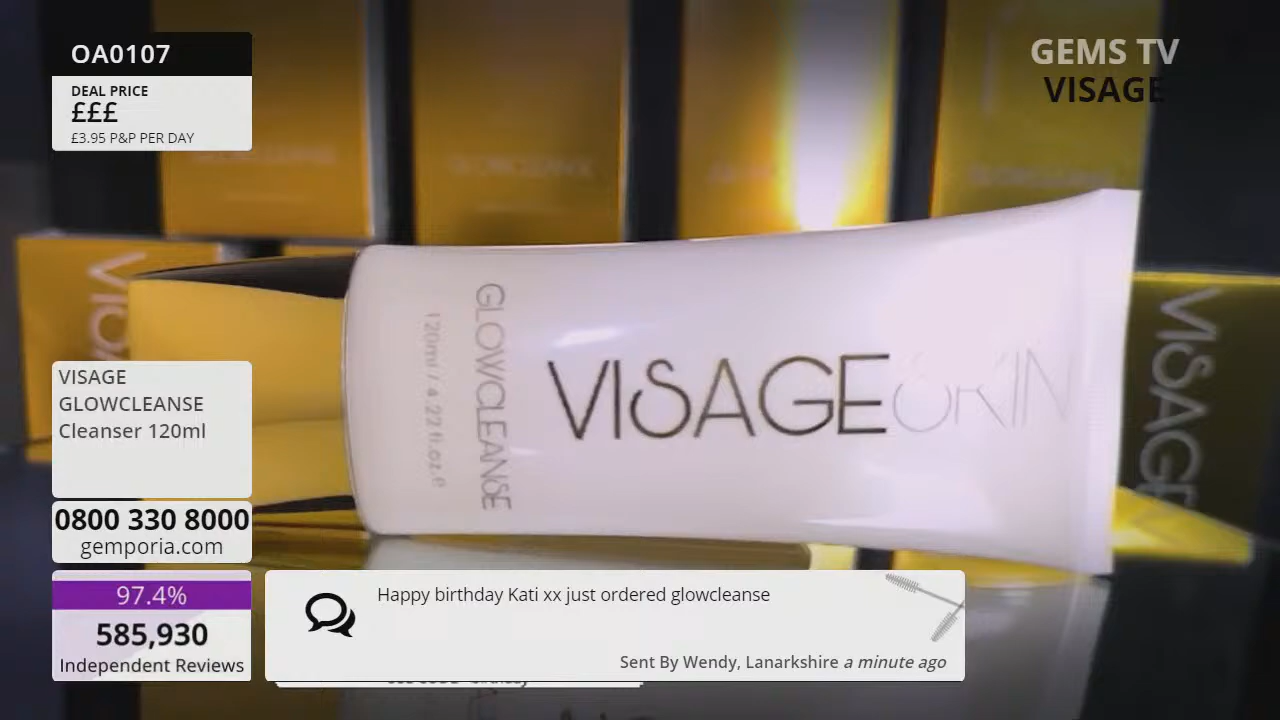 OA0107
DEAL PRICE
£££
£3.95 P&P PER DAY
GEMS TV
VISAGE
GLOWCLEANSE
120ml / 4.22 fl.oz.e
VISAGESKIN
VISAGE
VISAGE
GLOWCLEANSE
Cleanser 120ml
0800 330 8000
gemporia.com
97.4%
585,930
Independent Reviews
Happy birthday Kati xx just ordered glowcleanse
Sent By Wendy, Lanarkshire a minute ago